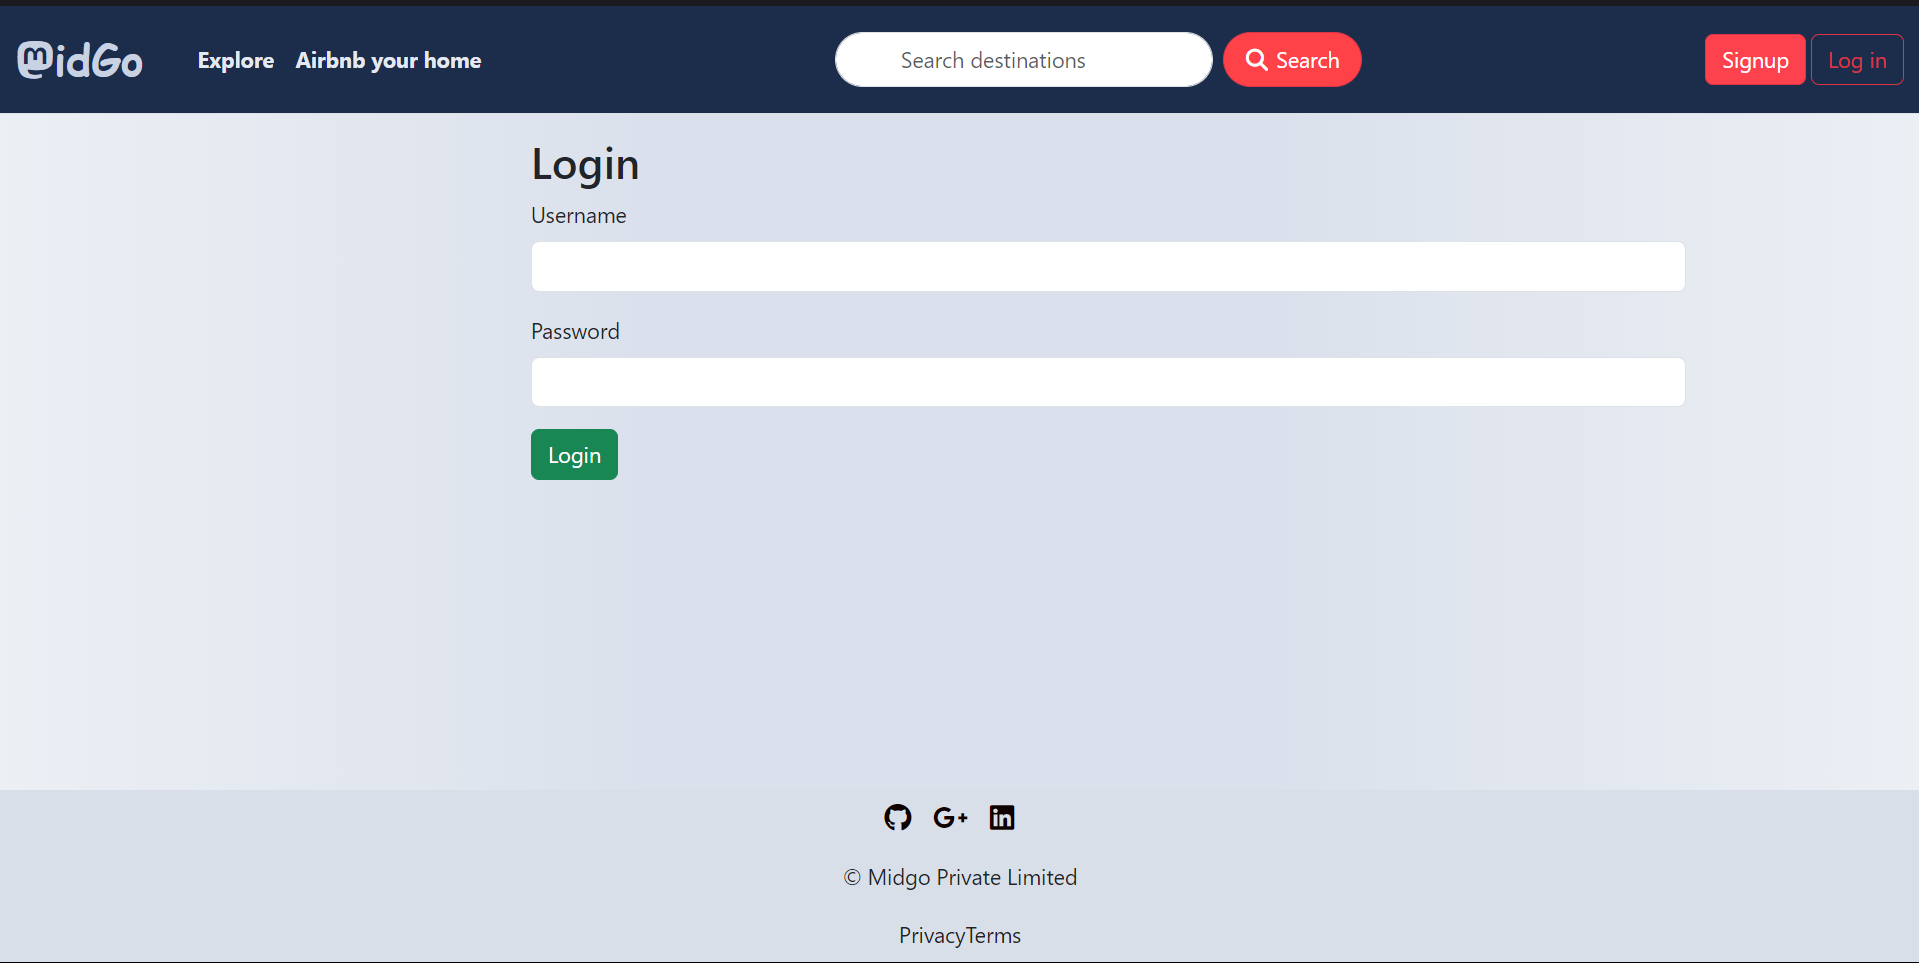 midGo Explore Airbnb your home Search destinations Search Signup Log in
Login
Username
Password
Login
G+ in
© Midgo Private Limited
PrivacyTerms